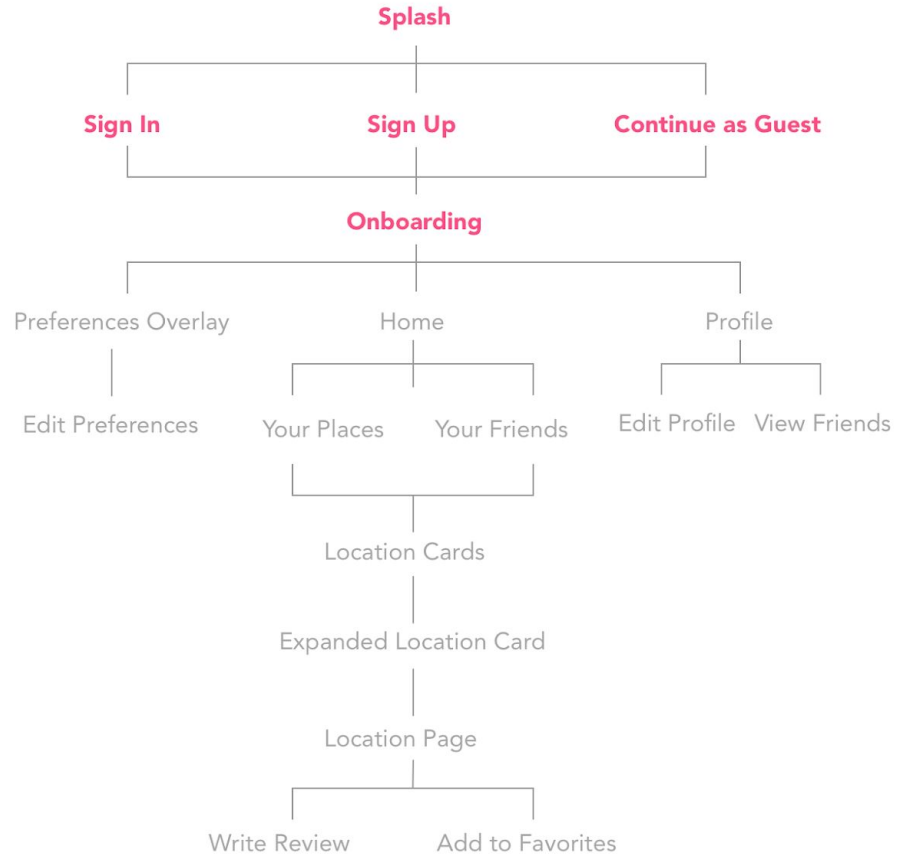 Splash
Sign In
Sign Up
Continue as Guest
Onboarding
Preferences Overlay
Home
Profile
Edit Preferences
Your Places
Your Friends
Edit Profile
View Friends
Location Cards
Expanded Location Card
Location Page
Write Review
Add to Favorites